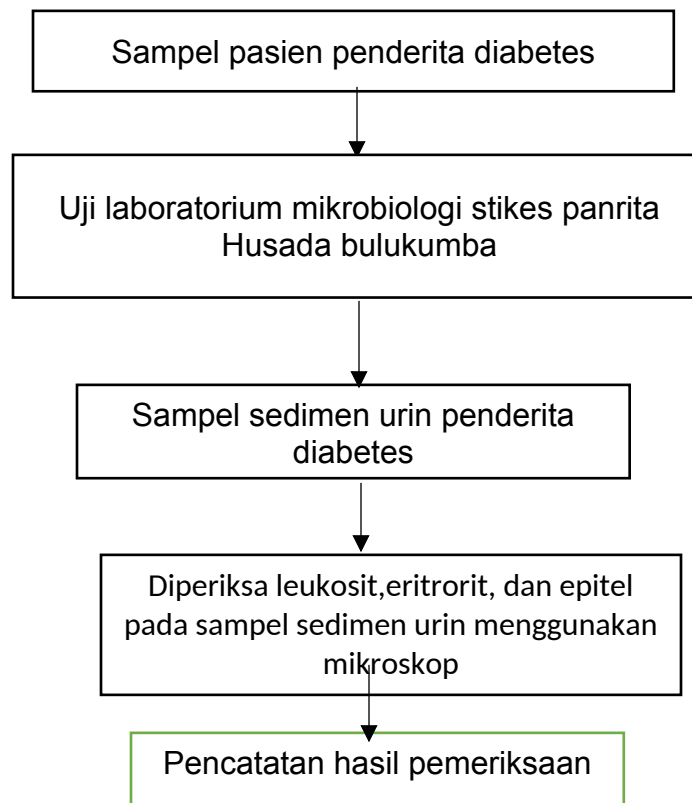 Sampel pasien penderita diabetes
Uji laboratorium mikrobiologi stikes panrita
Husada bulukumba
Sampel sedimen urin penderita
diabetes
Diperiksa leukosit,eritrorit, dan epitel
pada sampel sedimen urin menggunakan
mikroskop
Pencatatan hasil pemeriksaan